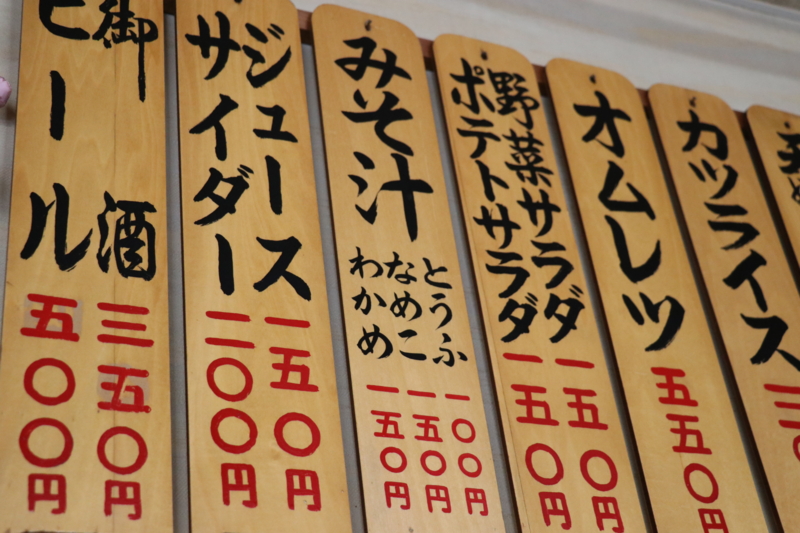 カツライス
オムレツ 五五〇円
野菜サラダ 一五〇円
ポテトサラダ 一五〇円
みそ汁
とうふ 一〇〇円
なめこ 一五〇円
わかめ 一五〇円
ジュース 一五〇円
サイダー 二〇〇円
御酒 三五〇円
ビール 五〇〇円